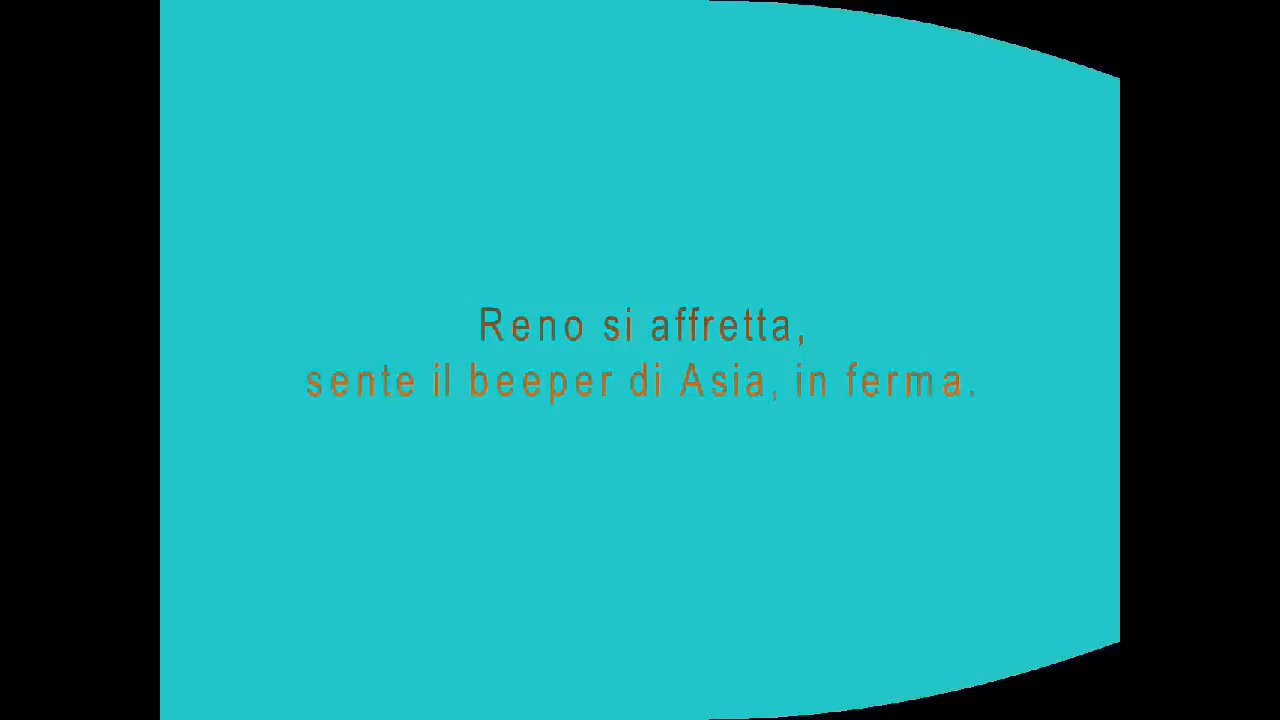 Reno si affretta,
sente il beeper di Asia, in ferma.